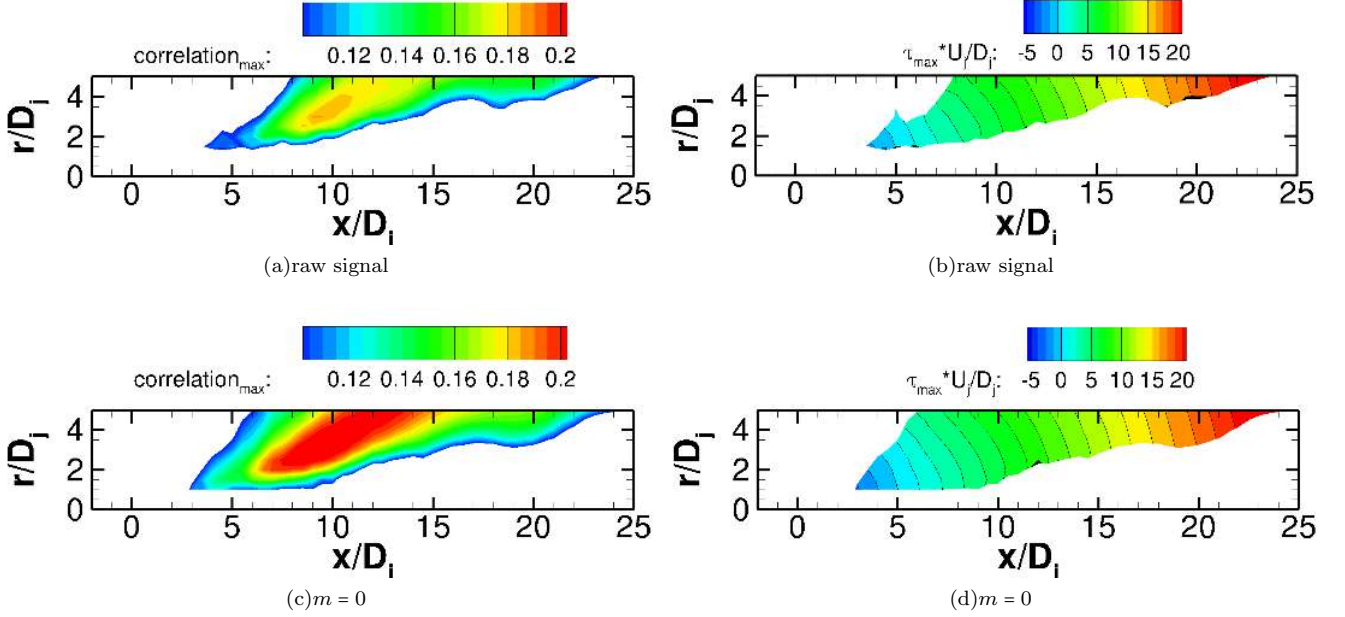 correlation_max: 0.12 0.14 0.16 0.18 0.2
r/D_j
4
2
0
0 5 10 15 20 25
x/D_j
(a)raw signal
τ_max*U_j/D_j: -5 0 5 10 15 20
r/D_j
4
2
0
0 5 10 15 20 25
x/D_j
(b)raw signal
correlation_max: 0.12 0.14 0.16 0.18 0.2
r/D_j
4
2
0
0 5 10 15 20 25
x/D_j
(c)m = 0
τ_max*U_j/D_j: -5 0 5 10 15 20
r/D_j
4
2
0
0 5 10 15 20 25
x/D_j
(d)m = 0